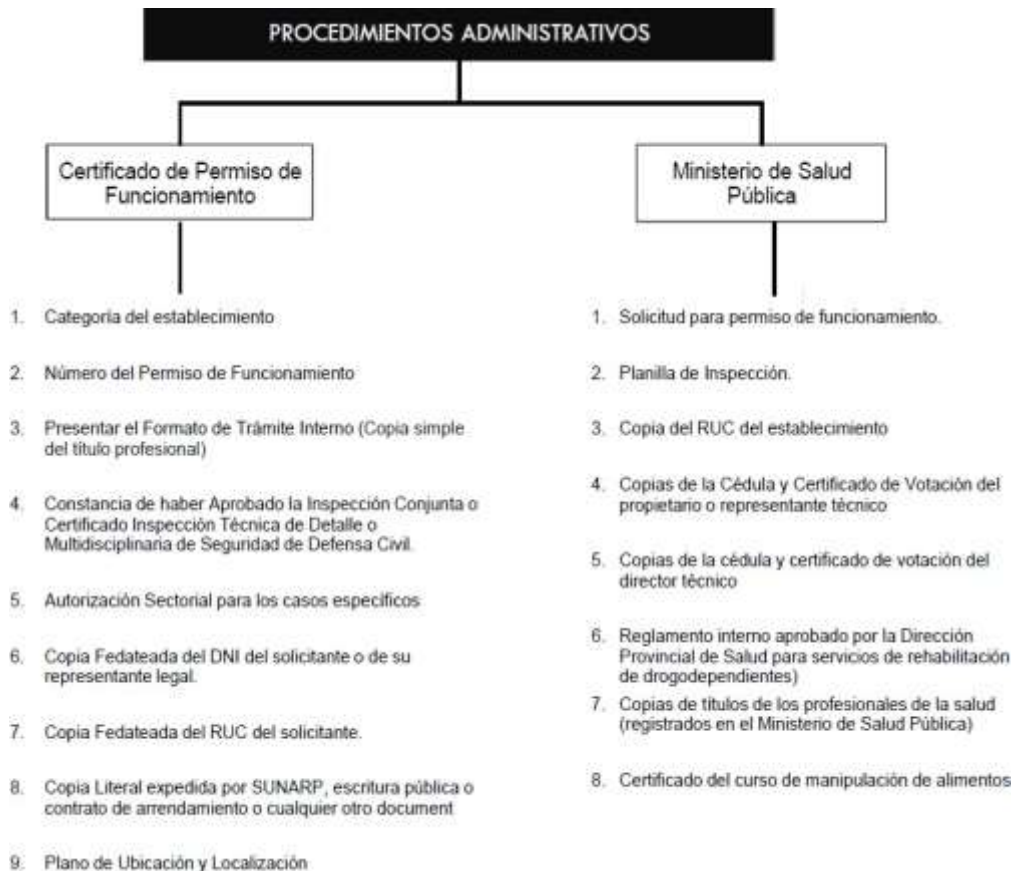 PROCEDIMIENTOS ADMINISTRATIVOS
Certificado de Permiso de
Funcionamiento
1. Categoría del establecimiento
2. Número del Permiso de Funcionamiento
3. Presentar el Formato de Trámite Interno (Copia simple
del título profesional)
4. Constancia de haber Aprobado la Inspección Conjunta o
Certificado Inspección Técnica de Detalle o
Multidisciplinaria de Seguridad de Defensa Civil.
5. Autorización Sectorial para los casos específicos
6. Copia Fedateada del DNI del solicitante o de su
representante legal.
7. Copia Fedateada del RUC del solicitante.
8. Copia Literal expedida por SUNARP, escritura pública o
contrato de arrendamiento o cualquier otro document
9. Plano de Ubicación y Localización
Ministerio de Salud
Pública
1. Solicitud para permiso de funcionamiento.
2. Planilla de Inspección.
3. Copia del RUC del establecimiento
4. Copias de la Cédula y Certificado de Votación del
propietario o representante técnico
5. Copias de la cédula y certificado de votación del
director técnico
6. Reglamento interno aprobado por la Dirección
Provincial de Salud para servicios de rehabilitación
de drogodependientes)
7. Copias de títulos de los profesionales de la salud
(registrados en el Ministerio de Salud Pública)
8. Certificado del curso de manipulación de alimentos